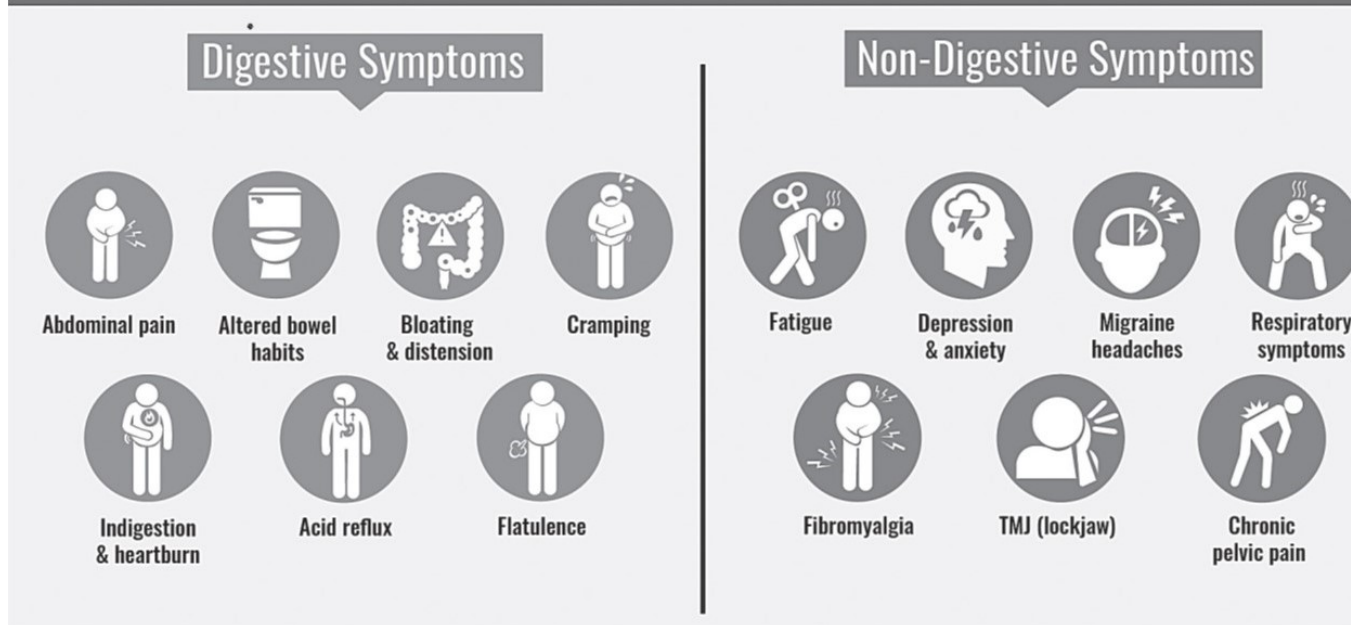 Digestive Symptoms
Abdominal pain
Altered bowel
habits
Bloating
& distension
Cramping
Indigestion
& heartburn
Acid reflux
Flatulence
Non-Digestive Symptoms
Fatigue
Depression
& anxiety
Migraine
headaches
Respiratory
symptoms
Fibromyalgia
TMJ (lockjaw)
Chronic
pelvic pain